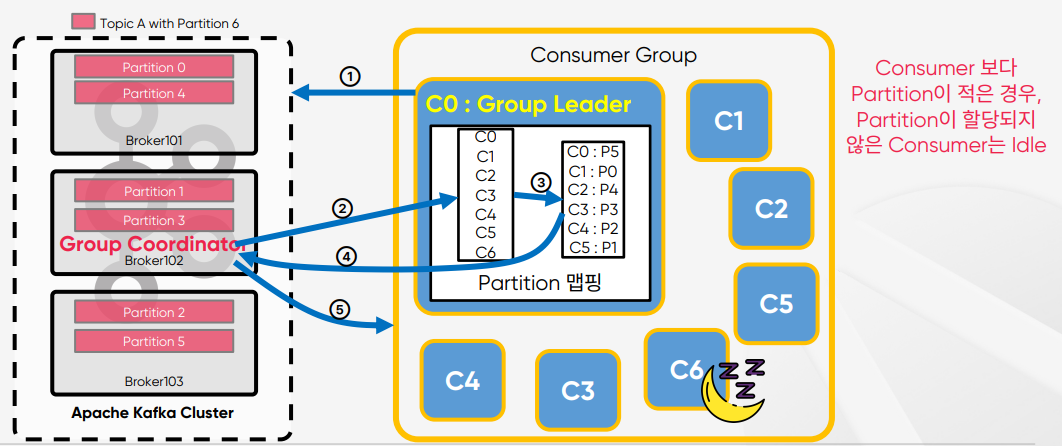 Topic A with Partition 6
Partition 0
Partition 4
Broker101
Partition 1
Partition 3
Group Coordinator
Broker102
Partition 2
Partition 5
Broker103
Apache Kafka Cluster
①
②
③
④
⑤
Consumer Group
C0 : Group Leader
C0
C1
C2
C3
C4
C5
C6
C0 : P5
C1 : P0
C2 : P4
C3 : P3
C4 : P2
C5 : P1
Partition 맵핑
C1
C2
C5
C6
C3
C4
Z
Z
Z
Consumer 보다
Partition이 적은 경우,
Partition이 할당되지
않은 Consumer는 Idle